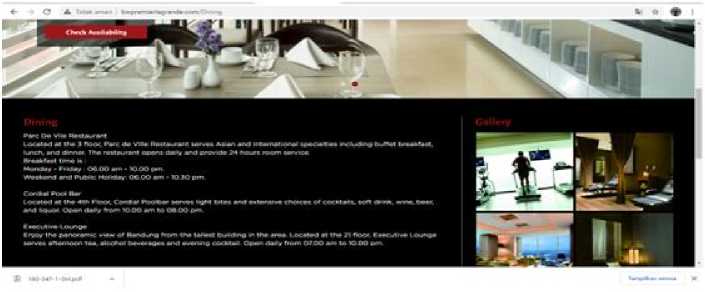 Tidak aman | biopremierlagrande.com/Dining
Check Availability
Dining
Parc De Ville Restaurant
Located at the 3 floor, Parc de Ville Restaurant serves Asian and International specialties including buffet breakfast,
lunch, and dinner. The restaurant opens daily and provide 24 hours room service
Breakfast time is :
Monday - Friday : 06.00 am - 10.00 pm.
Weekend and Public Holiday: 06.00 am - 10.30 pm.
Cordial Pool Bar
Located at the 4th Floor, Cordial Poolbar serves light bites and extensive choices of cocktails, soft drink, wine, beer,
and liquor. Open daily from 10.00 am to 08.00 pm.
Executive Lounge
Enjoy the panoramic view of Bandung from the tallest building in the area. Located at the 21 floor, Executive Lounge
serves afternoon tea, alcohol beverages and evening cocktail. Open daily from 07.00 am to 10.00 pm.
Gallery
Tampilkan semua